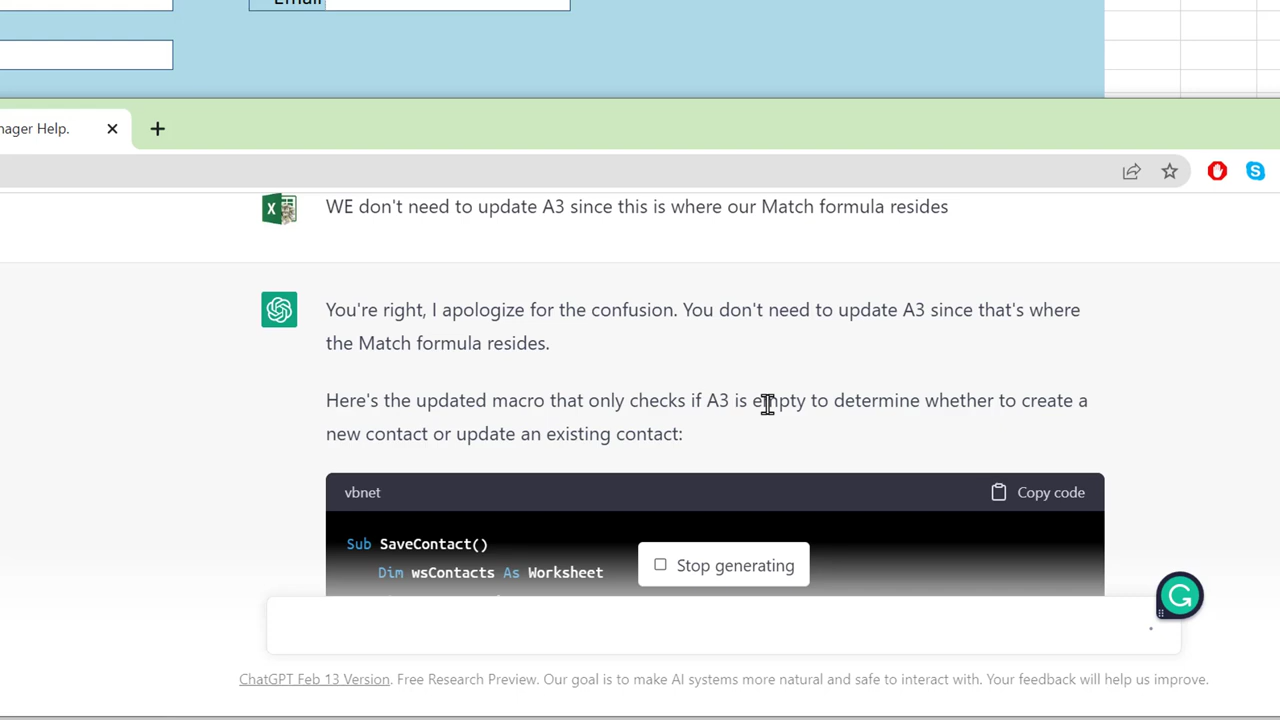 Email
nager Help.
WE don't need to update A3 since this is where our Match formula resides
You're right, I apologize for the confusion. You don't need to update A3 since that's where
the Match formula resides.
Here's the updated macro that only checks if A3 is empty to determine whether to create a
new contact or update an existing contact:
vbnet
Copy code
Sub SaveContact()
Dim wsContacts As Worksheet
Stop generating
ChatGPT Feb 13 Version. Free Research Preview. Our goal is to make AI systems more natural and safe to interact with. Your feedback will help us improve.